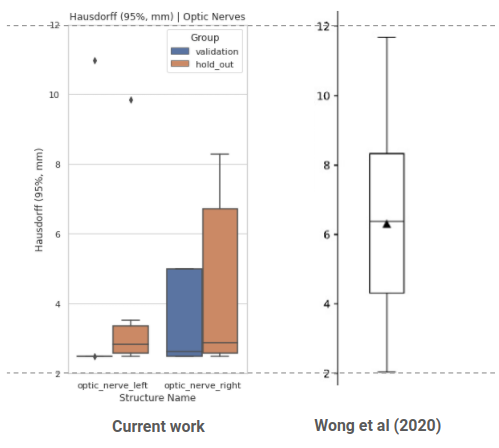 Hausdorff (95%, mm) | Optic Nerves
Group
validation
hold_out
Hausdorff (95%, mm)
12
10
8
6
4
2
optic_nerve_left
optic_nerve_right
Structure Name
Current work
12
10
8
6
4
2
Wong et al (2020)